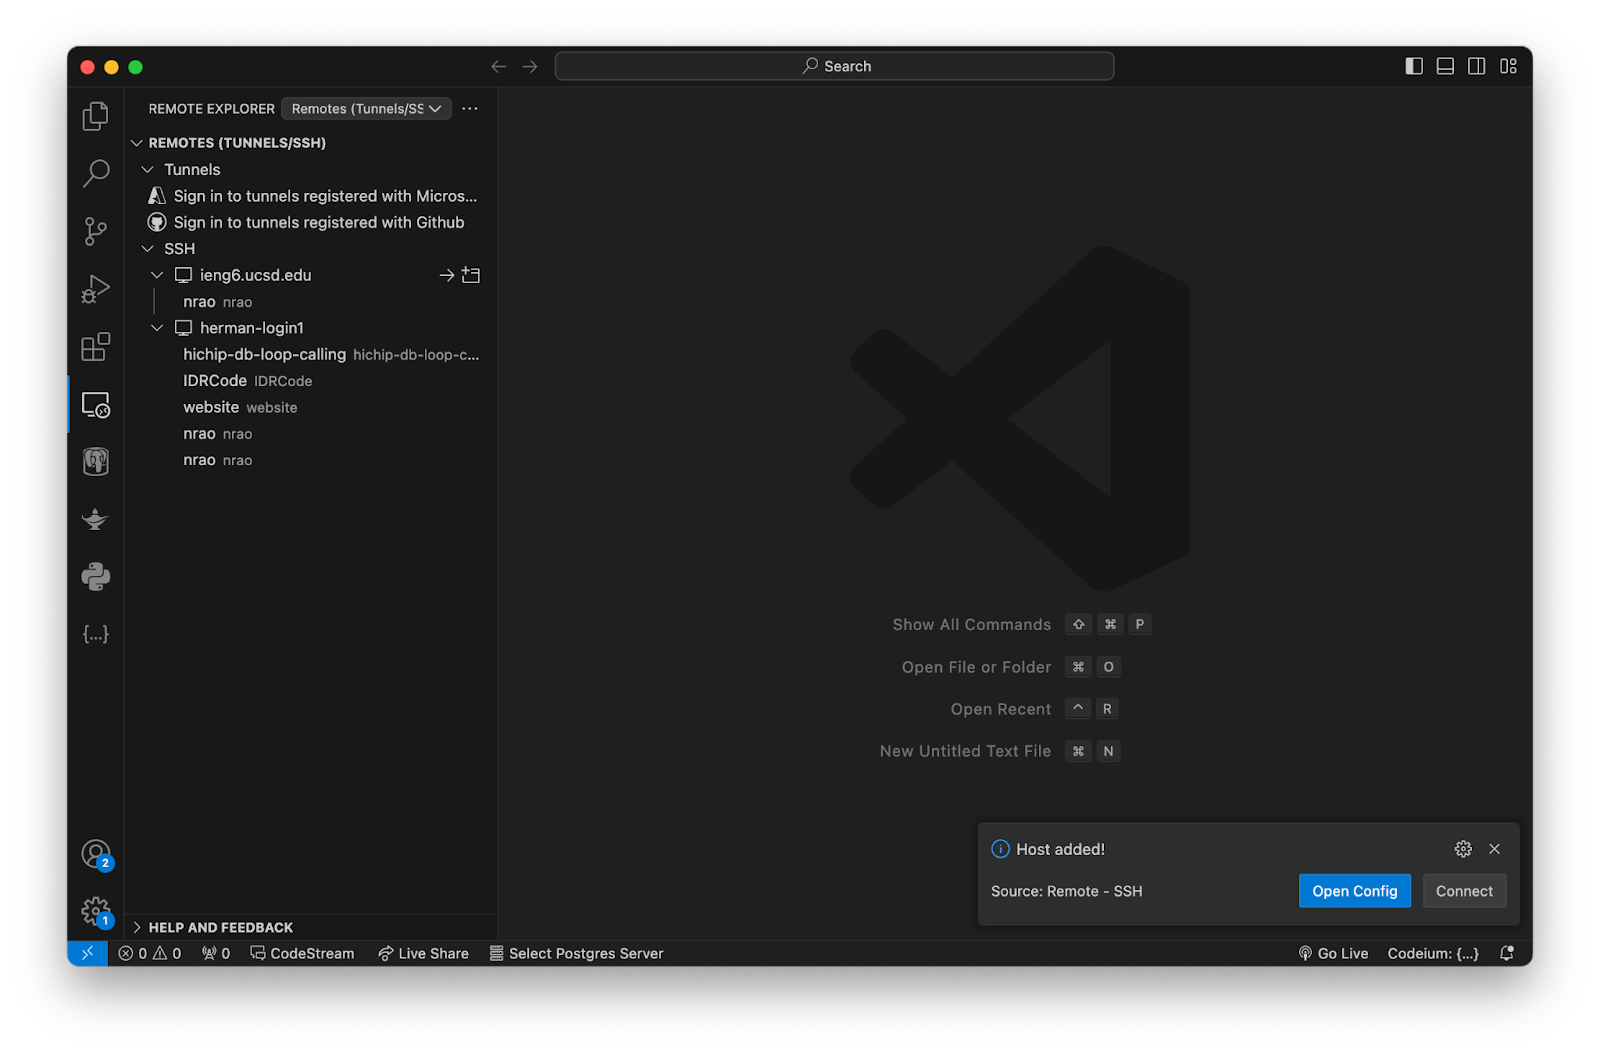 Search
REMOTE EXPLORER Remotes (Tunnels/SS ...
REMOTES (TUNNELS/SSH)
Tunnels
Sign in to tunnels registered with Micros...
Sign in to tunnels registered with Github
SSH
ieng6.ucsd.edu
nrao nrao
herman-login1
hichip-db-loop-calling hichip-db-loop-c...
IDRCode IDRCode
website website
nrao nrao
nrao nrao
{...}
Show All Commands ⇧ ⌘ P
Open File or Folder ⌘ O
Open Recent ^ R
New Untitled Text File ⌘ N
Host added!
Source: Remote - SSH Open Config Connect
2
1
HELP AND FEEDBACK
0 0 0 CodeStream Live Share Select Postgres Server Go Live Codeium: {...}